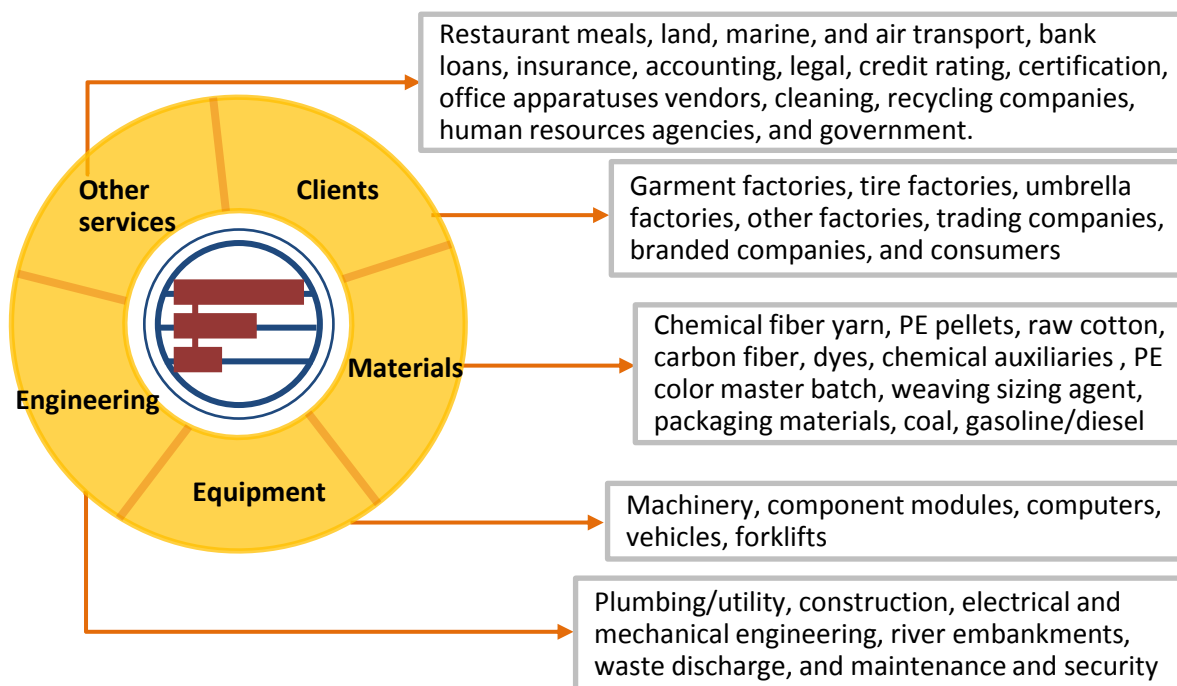 Restaurant meals, land, marine, and air transport, bank
loans, insurance, accounting, legal, credit rating, certification,
office apparatuses vendors, cleaning, recycling companies,
human resources agencies, and government.
Other
services
Clients
Garment factories, tire factories, umbrella
factories, other factories, trading companies,
branded companies, and consumers
Materials
Chemical fiber yarn, PE pellets, raw cotton,
carbon fiber, dyes, chemical auxiliaries , PE
color master batch, weaving sizing agent,
packaging materials, coal, gasoline/diesel
Engineering
Equipment
Machinery, component modules, computers,
vehicles, forklifts
Plumbing/utility, construction, electrical and
mechanical engineering, river embankments,
waste discharge, and maintenance and security